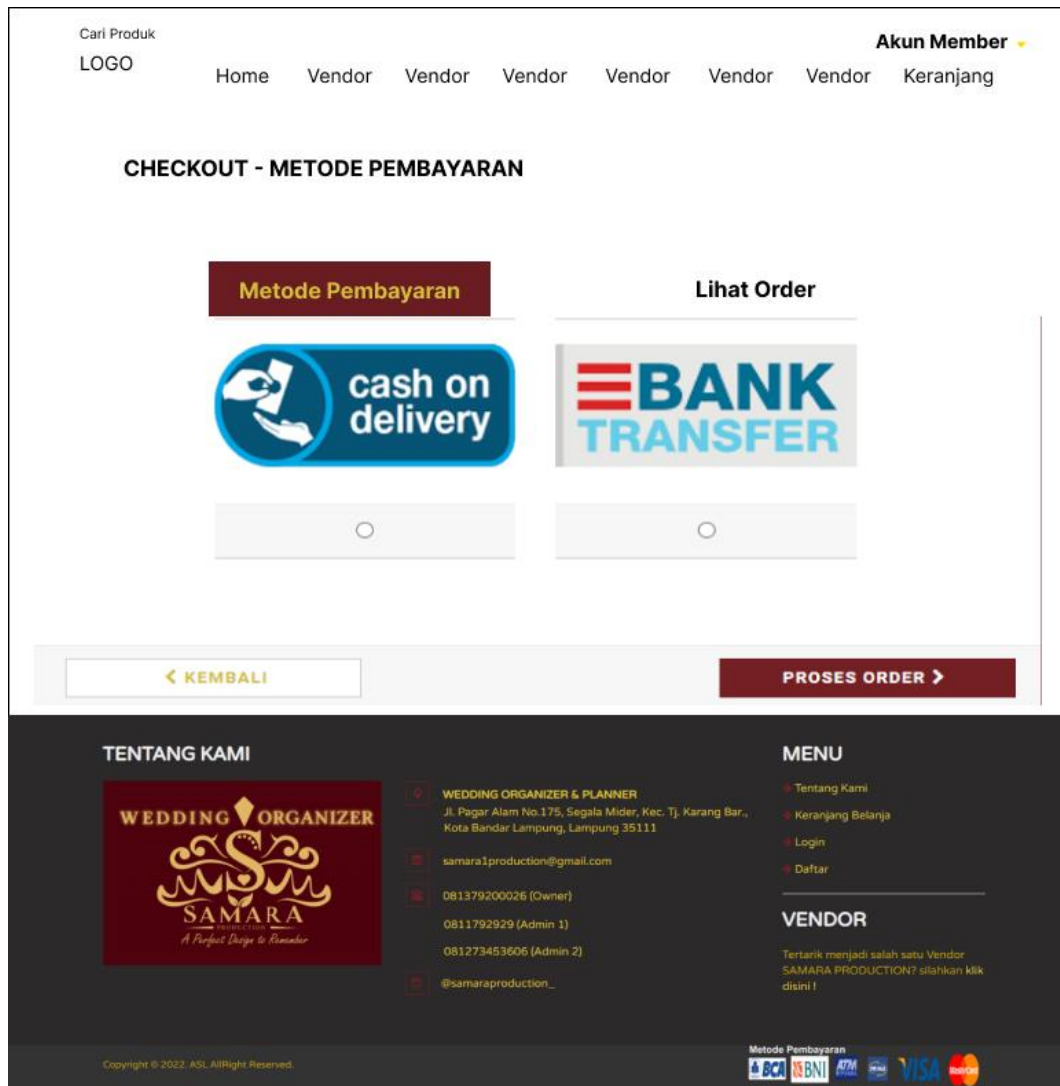 Cari Produk
Akun Member
LOGO
Home Vendor Vendor Vendor Vendor Vendor Vendor Keranjang
CHECKOUT - METODE PEMBAYARAN
Metode Pembayaran
Lihat Order
cash on
delivery
BANK
TRANSFER
KEMBALI
PROSES ORDER
TENTANG KAMI
WEDDING ORGANIZER
S
SAMARA
PRODUCTION
A Perfect Design to Remember
WEDDING ORGANIZER & PLANNER
Jl. Pagar Alam No.175, Segala Mider, Kec. Tj. Karang Bar.,
Kota Bandar Lampung, Lampung 35111
samara1production@gmail.com
081379200026 (Owner)
0811792929 (Admin 1)
081273453606 (Admin 2)
@samaraproduction_
MENU
Tentang Kami
Keranjang Belanja
Login
Daftar
VENDOR
Tertarik menjadi salah satu Vendor
SAMARA PRODUCTION? silahkan klik
disini !
Copyright © 2022. ASL AllRight Reserved.
Metode Pembayaran
BCA BNI ATM VISA MasterCard